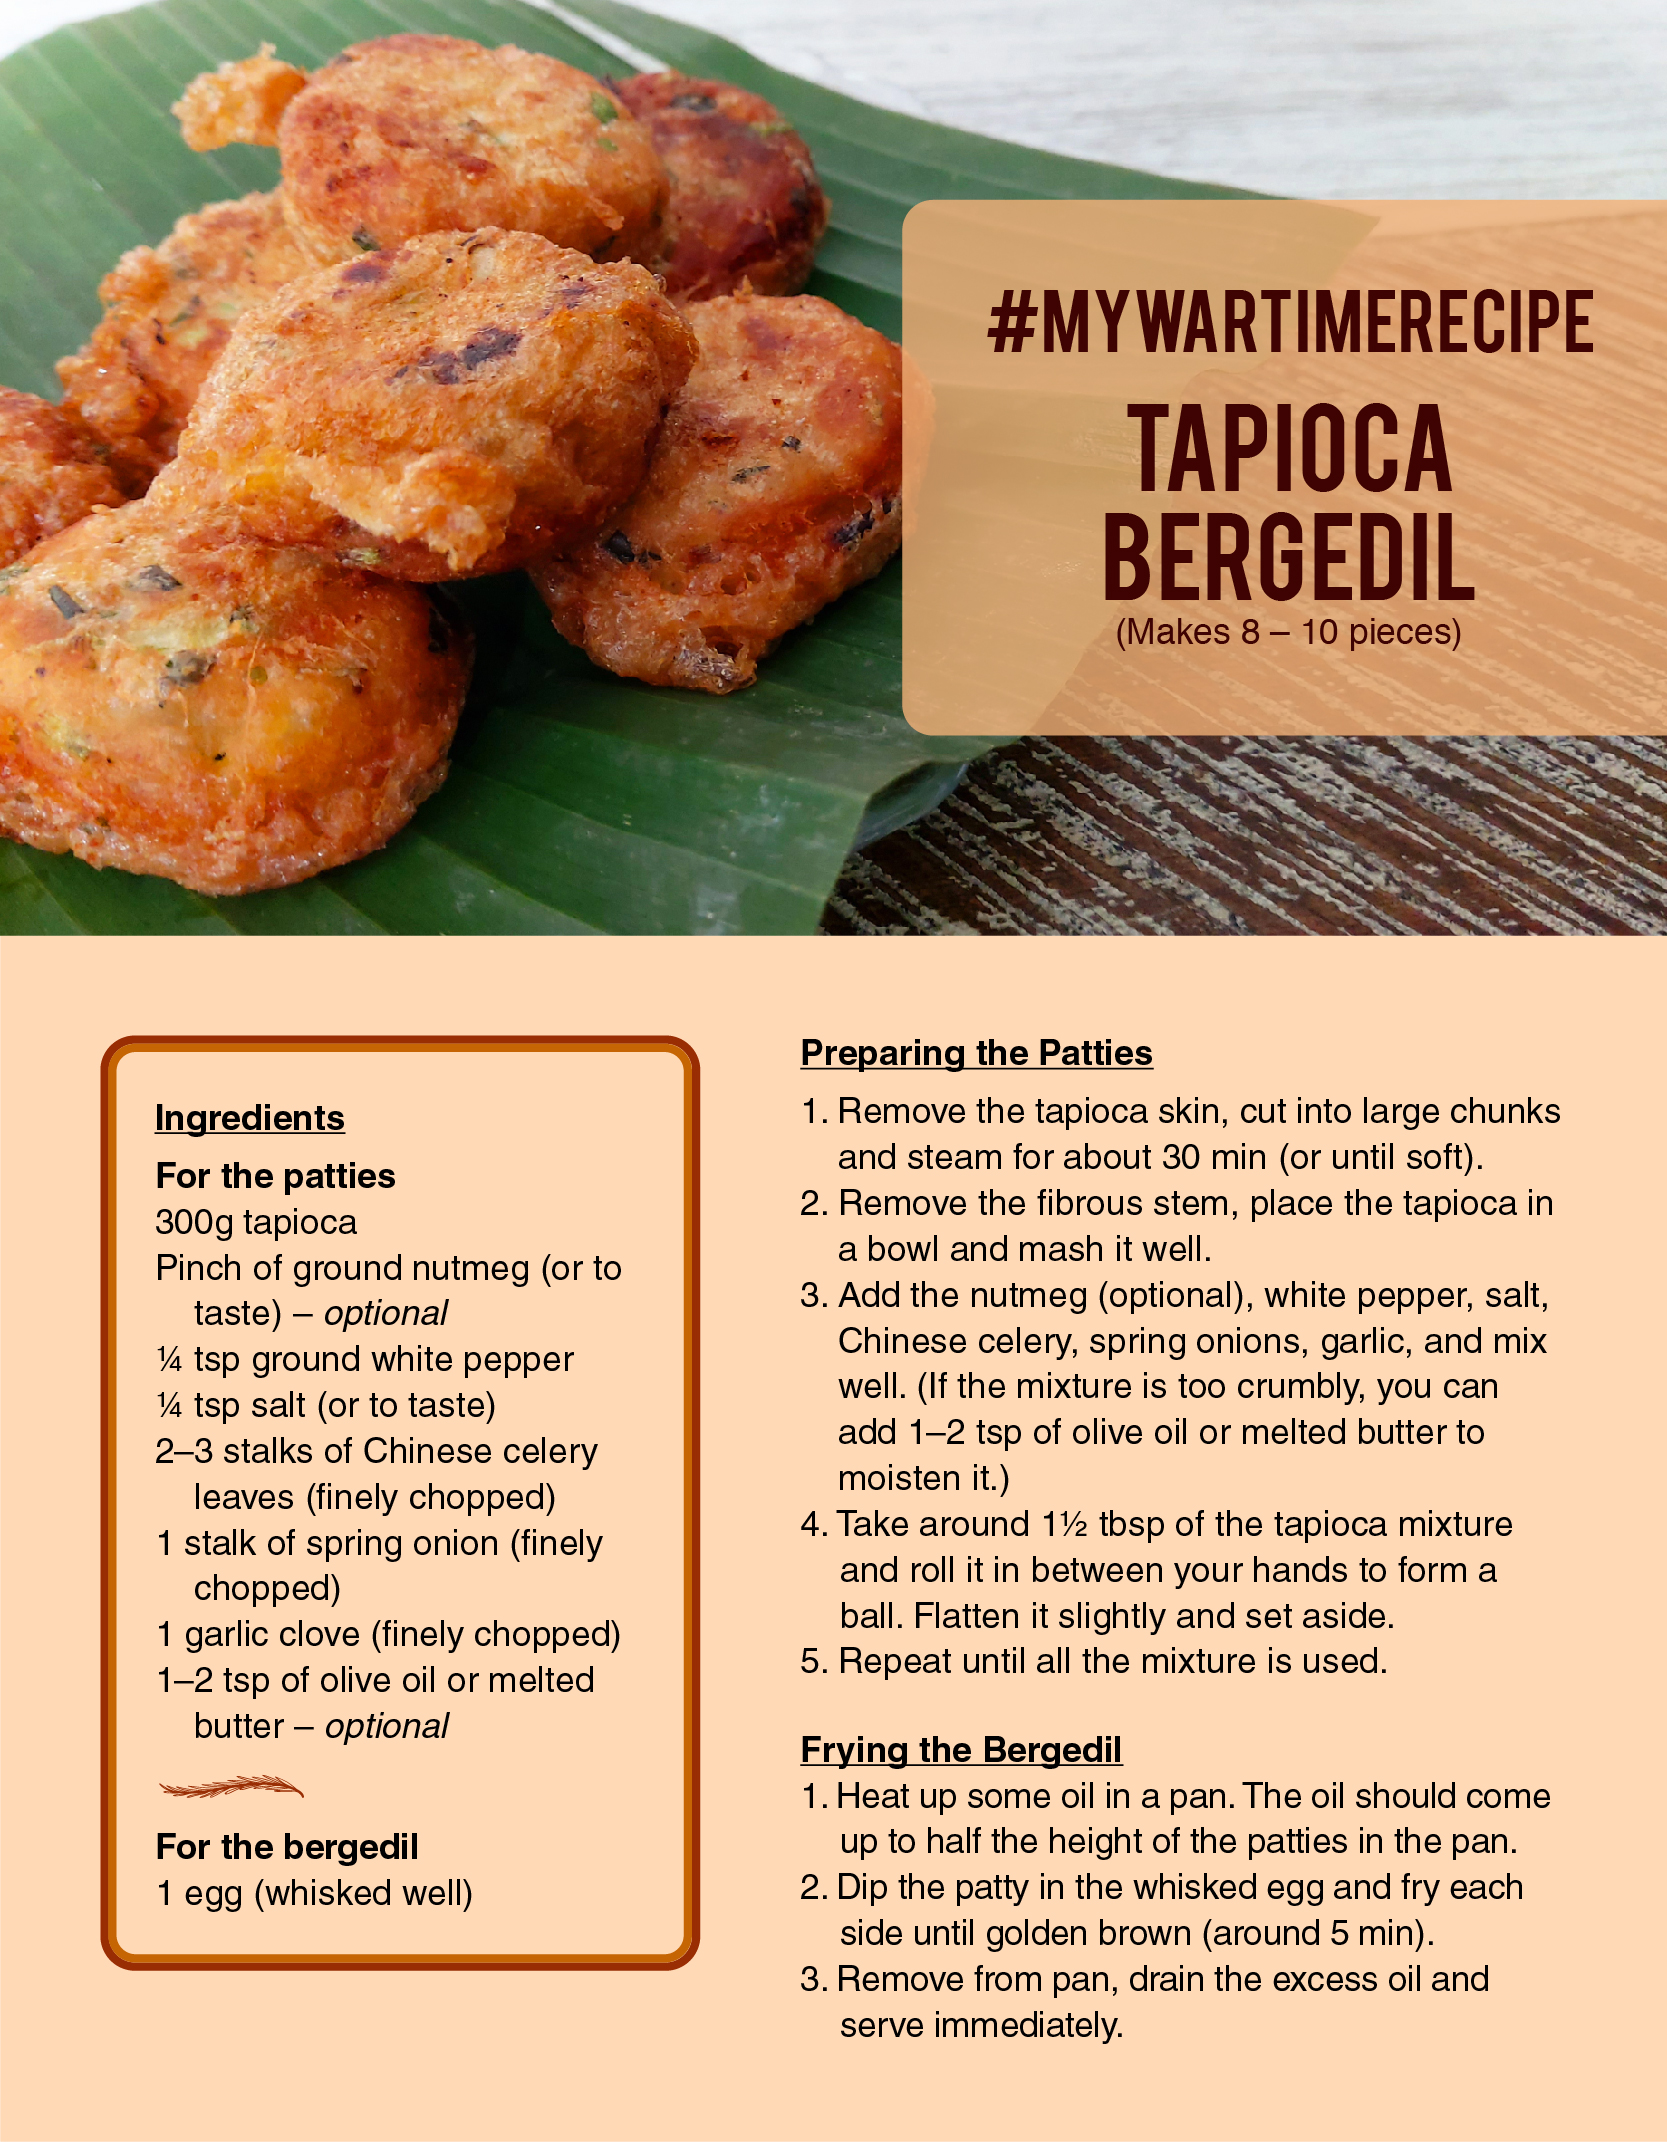 #MYWARTIMERECIPE
TAPIOCA
BERGEDIL
(Makes 8 – 10 pieces)
Ingredients
For the patties
300g tapioca
Pinch of ground nutmeg (or to
taste) – optional
¼ tsp ground white pepper
¼ tsp salt (or to taste)
2–3 stalks of Chinese celery
leaves (finely chopped)
1 stalk of spring onion (finely
chopped)
1 garlic clove (finely chopped)
1–2 tsp of olive oil or melted
butter – optional
For the bergedil
1 egg (whisked well)
Preparing the Patties
1. Remove the tapioca skin, cut into large chunks
and steam for about 30 min (or until soft).
2. Remove the fibrous stem, place the tapioca in
a bowl and mash it well.
3. Add the nutmeg (optional), white pepper, salt,
Chinese celery, spring onions, garlic, and mix
well. (If the mixture is too crumbly, you can
add 1–2 tsp of olive oil or melted butter to
moisten it.)
4. Take around 1½ tbsp of the tapioca mixture
and roll it in between your hands to form a
ball. Flatten it slightly and set aside.
5. Repeat until all the mixture is used.
Frying the Bergedil
1. Heat up some oil in a pan. The oil should come
up to half the height of the patties in the pan.
2. Dip the patty in the whisked egg and fry each
side until golden brown (around 5 min).
3. Remove from pan, drain the excess oil and
serve immediately.